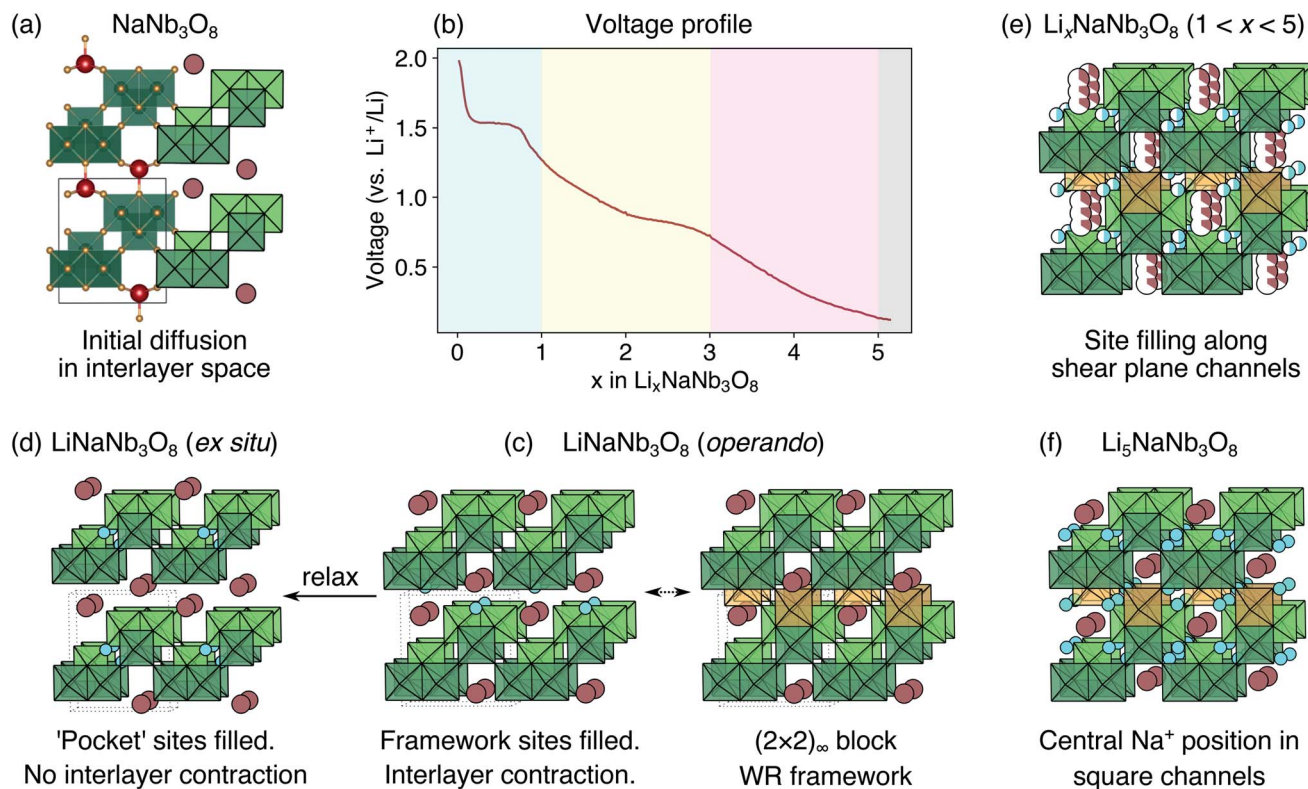 (a) NaNb₃O₈
Initial diffusion
in interlayer space
(b) Voltage profile
Voltage (vs. Li⁺/Li)
2.0
1.5
1.0
0.5
0 1 2 3 4 5
x in LiₓNaNb₃O₈
(e) LiₓNaNb₃O₈ (1 < x < 5)
Site filling along
shear plane channels
(d) LiNaNb₃O₈ (ex situ)
'Pocket' sites filled.
No interlayer contraction
relax
(c) LiNaNb₃O₈ (operando)
Framework sites filled.
Interlayer contraction.
(2×2)∞ block
WR framework
(f) Li₅NaNb₃O₈
Central Na⁺ position in
square channels